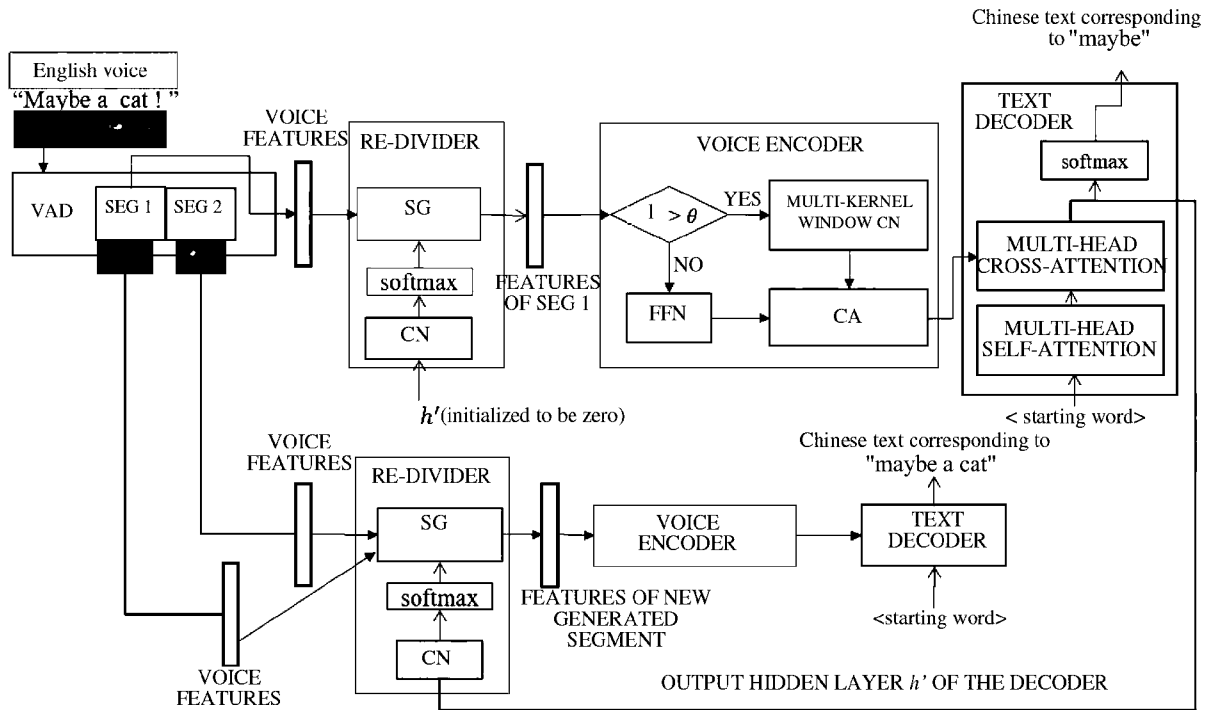 Chinese text corresponding
to "maybe"
English voice
“Maybe a cat ! ”
VOICE
FEATURES
RE-DIVIDER
VOICE ENCODER
TEXT
DECODER
softmax
VAD
SEG 1
SEG 2
SG
l > θ
YES
MULTI-KERNEL
WINDOW CN
MULTI-HEAD
CROSS-ATTENTION
NO
softmax
FEATURES
OF SEG 1
FFN
CA
CN
MULTI-HEAD
SELF-ATTENTION
h' (initialized to be zero)
< starting word>
VOICE
FEATURES
RE-DIVIDER
Chinese text corresponding to
"maybe a cat"
SG
VOICE
ENCODER
TEXT
DECODER
softmax
FEATURES OF NEW
GENERATED
SEGMENT
<starting word>
CN
VOICE
FEATURES
OUTPUT HIDDEN LAYER h' OF THE DECODER